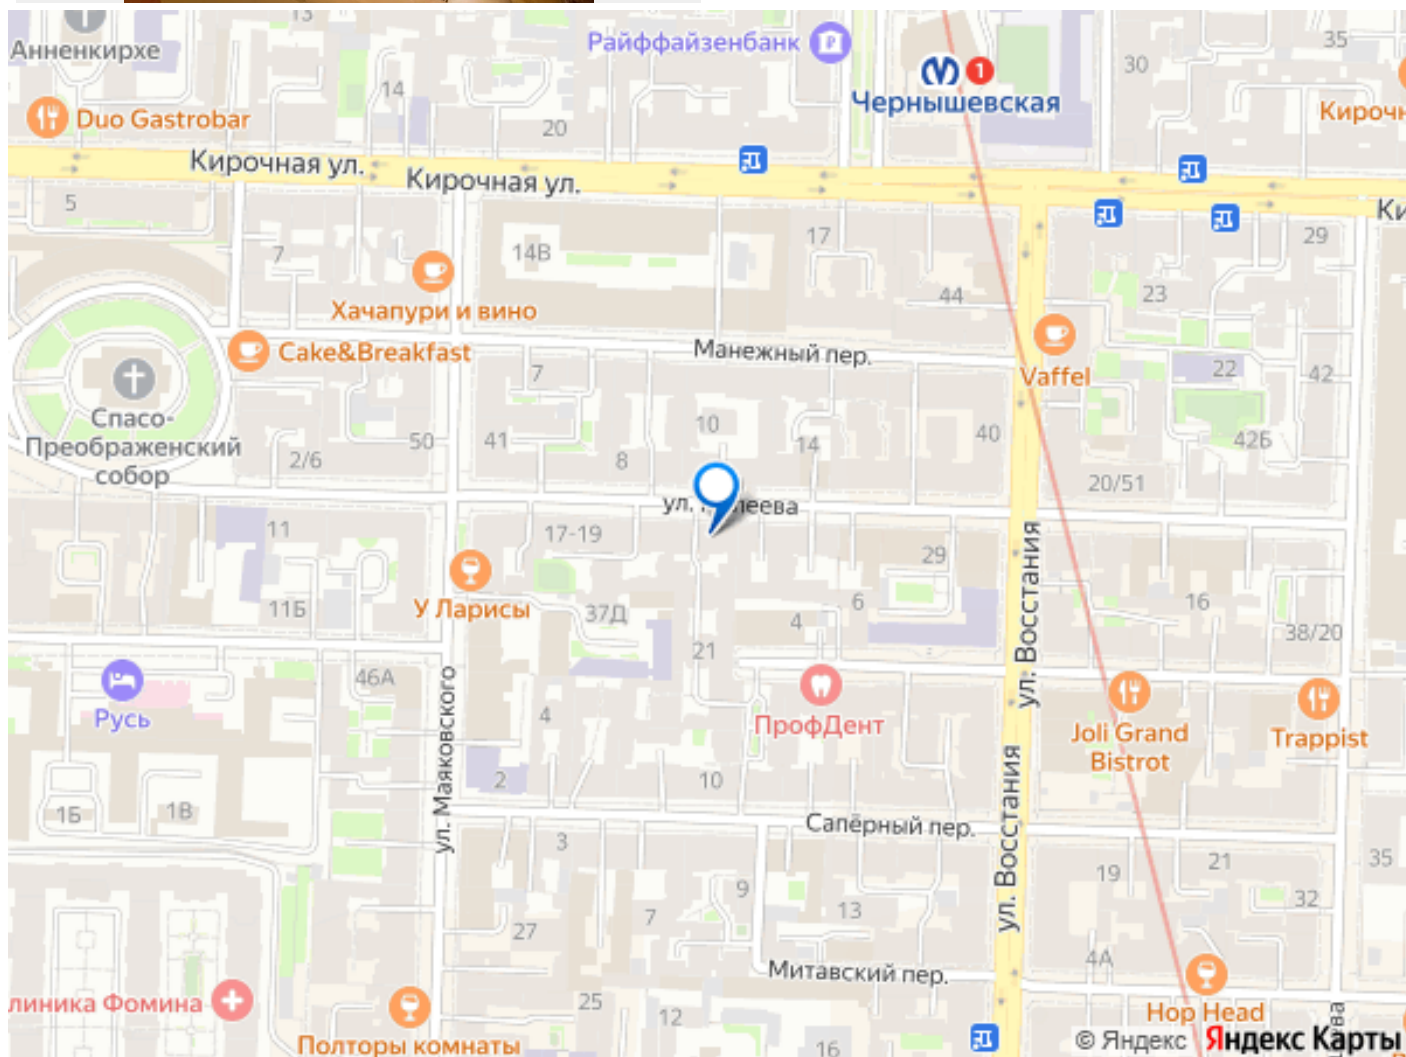 13
35
Анненкирхе
Райффайзенбанк
30
14
1
Чернышевская
Duo Gastrobar
20
Кирочная ул.
Кирочная ул.
5
17
29
7
14В
44
23
Хачапури и вино
Манежный пер.
Cake&Breakfast
7
Vaffel
22
42
Спасо-
Преображенский
собор
50
41
10
14
40
42Б
2/6
8
20/51
ул.
11
17-19
29
ул. Восстания
11Б
У Ларисы
37Д
4
6
16
38/20
21
46А
Русь
ул. Маяковского
4
ПрофДент
Joli Grand
Bistrot
Trappist
2
10
ул. Восстания
1Б
1В
Сапёрный пер.
3
19
21
35
9
32
27
7
13
4А
Митавский пер.
25
12
Hop Head
Полторы комнаты
16
© Яндекс Яндекс Карты